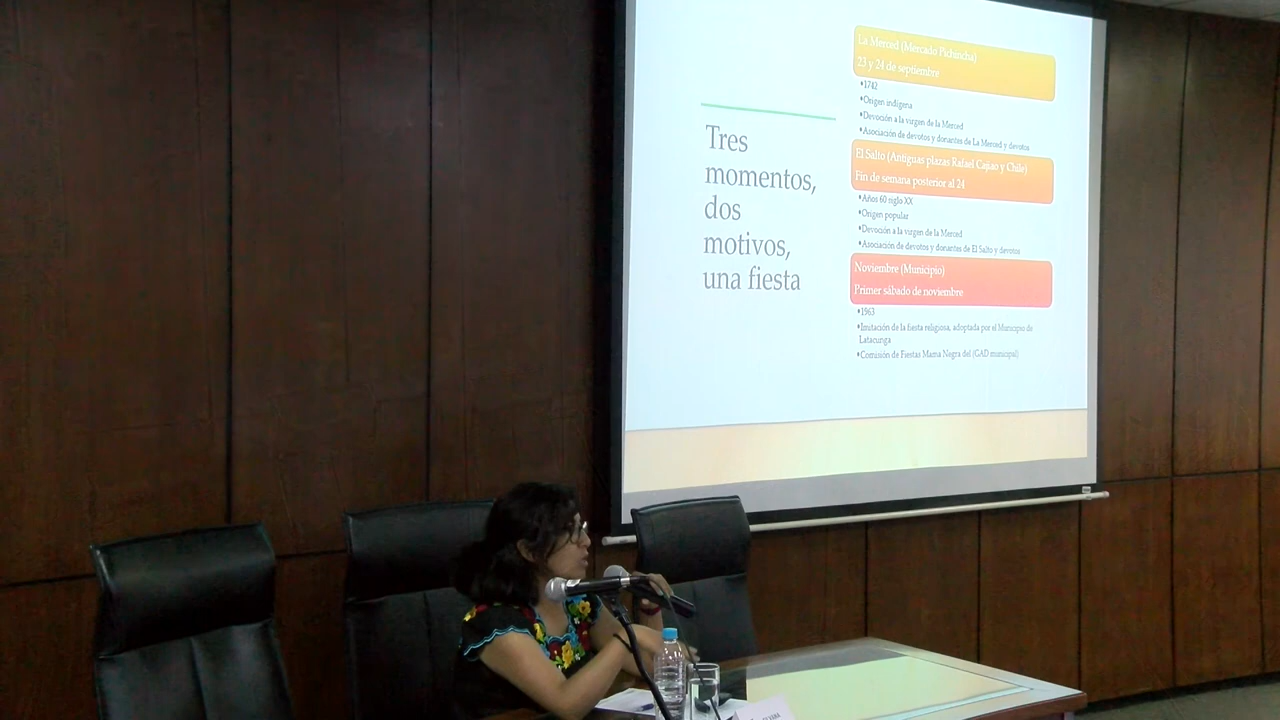 Tres
momentos,
dos
motivos,
una fiesta
La Merced (Mercado Pichincha)
23 y 24 de septiembre
•1742
•Origen indígena
•Devoción a la virgen de la Merced
•Asociación de devotos y donantes de La Merced y devotos
El Salto (Antiguas plazas Rafael Cajiao y Chile)
Fin de semana posterior al 24
•Años 60 siglo XX
•Origen popular
•Devoción a la virgen de la Merced
•Asociación de devotos y donantes de El Salto y devotos
Noviembre (Municipio)
Primer sábado de noviembre
•1963
•Imitación de la fiesta religiosa, adoptada por el Municipio de
Latacunga
•Comisión de Fiestas Mama Negra del (GAD municipal)